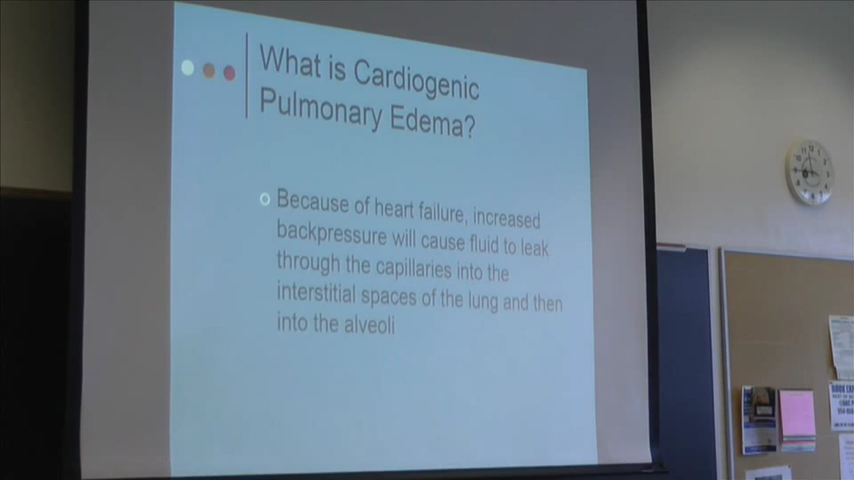 What is Cardiogenic
Pulmonary Edema?
Because of heart failure, increased
backpressure will cause fluid to leak
through the capillaries into the
interstitial spaces of the lung and then
into the alveoli